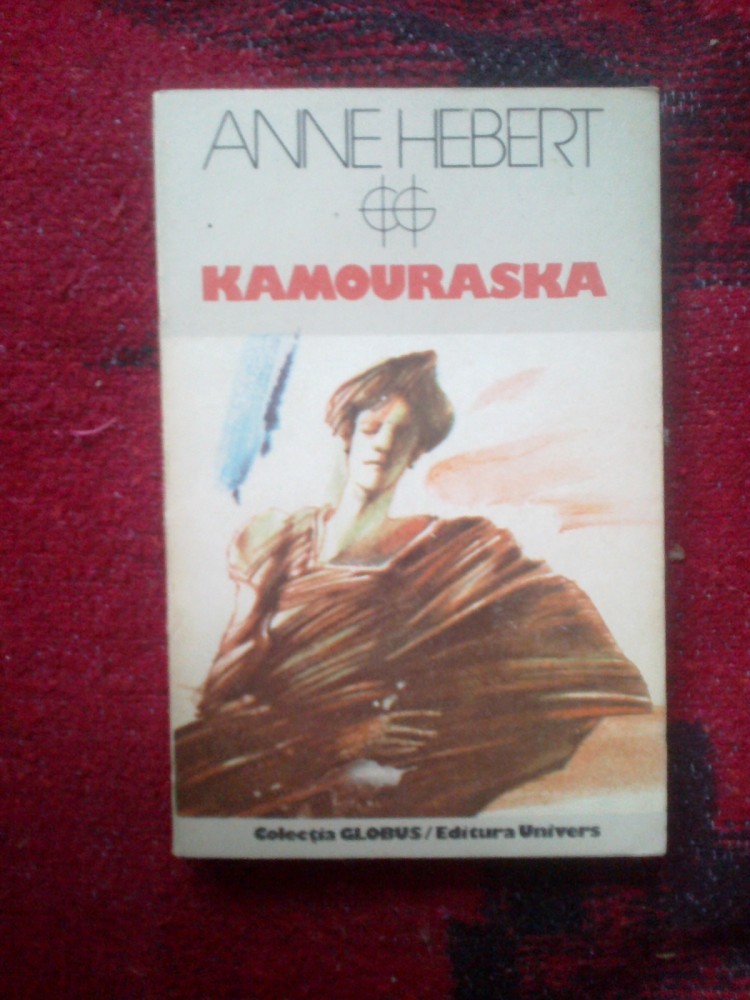 ANNE HEBERT
KAMOURASKA
Colecţia GLOBUS/Editura Univers